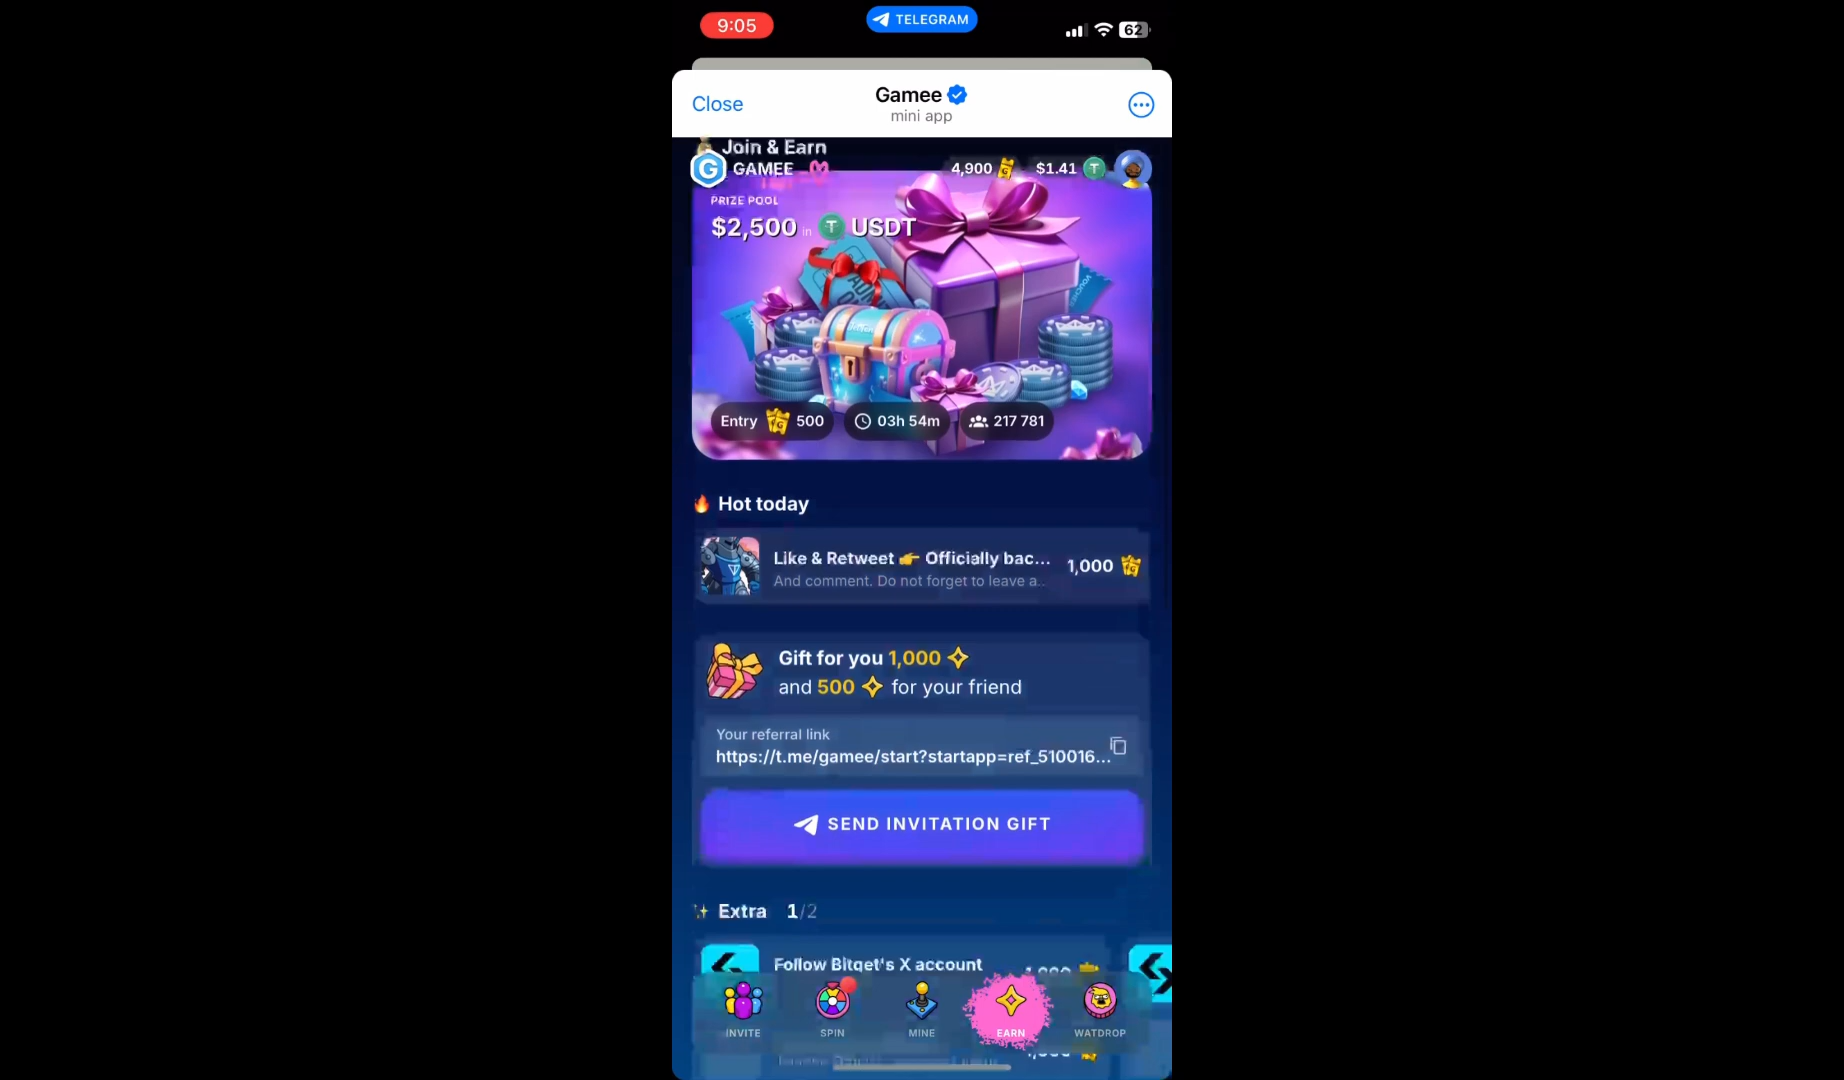 9:05
TELEGRAM
62
Close
Gamee
mini app
Join & Earn
GAMEE
4,900
$1.41
PRIZE POOL
$2,500 in USDT
Entry 500
03h 54m
217 781
Hot today
Like & Retweet 👉 Officially bac...
And comment. Do not forget to leave a..
1,000
Gift for you 1,000
and 500 for your friend
Your referral link
https://t.me/gamee/start?startapp=ref_510016...
SEND INVITATION GIFT
Extra 1/2
Follow Bitget's X account
INVITE
SPIN
MINE
EARN
WATDROP